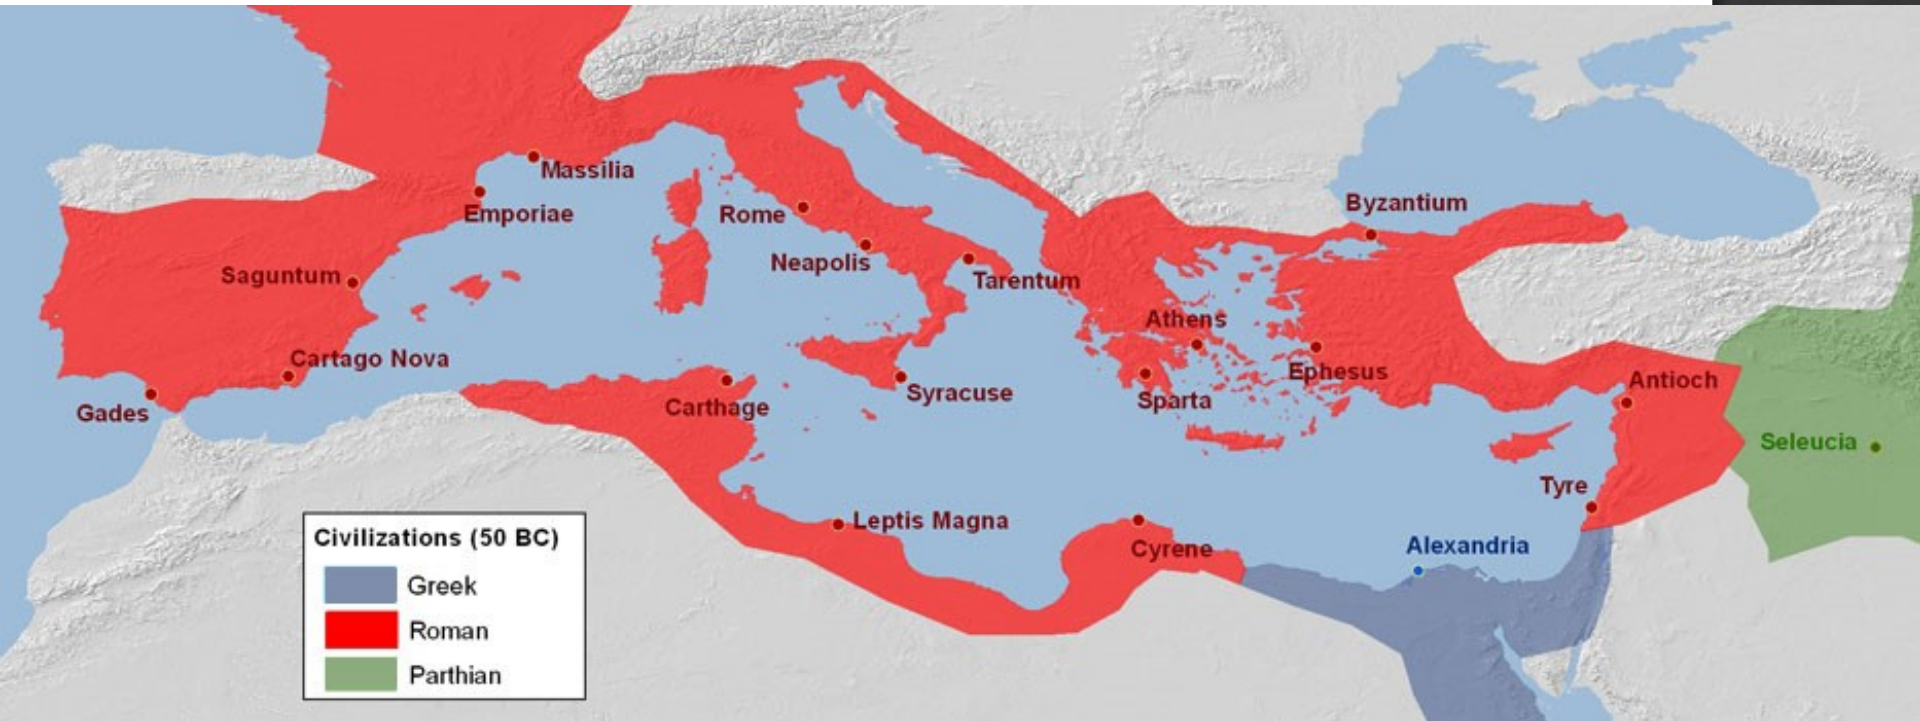 Massilia
Emporiae
Rome
Byzantium
Neapolis
Saguntum
Tarentum
Athens
Cartago Nova
Ephesus
Antioch
Gades
Carthage
Syracuse
Sparta
Seleucia
Tyre
Leptis Magna
Cyrene
Alexandria
Civilizations (50 BC)
Greek
Roman
Parthian